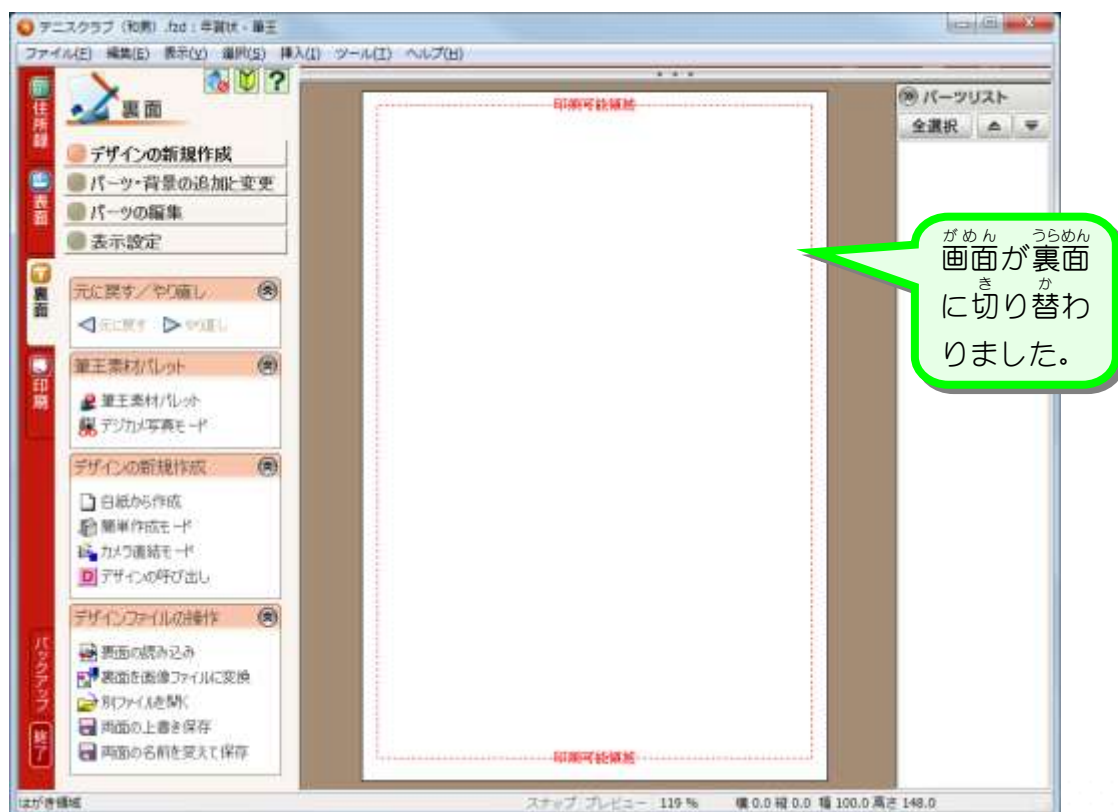 テニスクラブ（和男）.fzd：年賀状 - 筆王
ファイル(F) 編集(E) 表示(V) 選択(S) 挿入(I) ツール(T) ヘルプ(H)
住所録
表面
裏面
印刷
バックアップ
終了
裏面
デザインの新規作成
パーツ・背景の追加と変更
パーツの編集
表示設定
元に戻す／やり直し
元に戻す やり直し
筆王素材パレット
筆王素材パレット
デジカメ写真モード
デザインの新規作成
白紙から作成
簡単作成モード
カメラ直結モード
デザインの呼び出し
デザインファイルの操作
裏面の読み込み
裏面を画像ファイルに変換
別ファイルを開く
両面の上書き保存
両面の名前を変えて保存
印刷可能領域
印刷可能領域
パーツリスト
全選択
がめん うらめん
画面が裏面
き か
に切り替わ
りました。
はがき領域
スナップ プレビュー 119 % 横 0.0 縦 0.0 幅 100.0 高さ 148.0